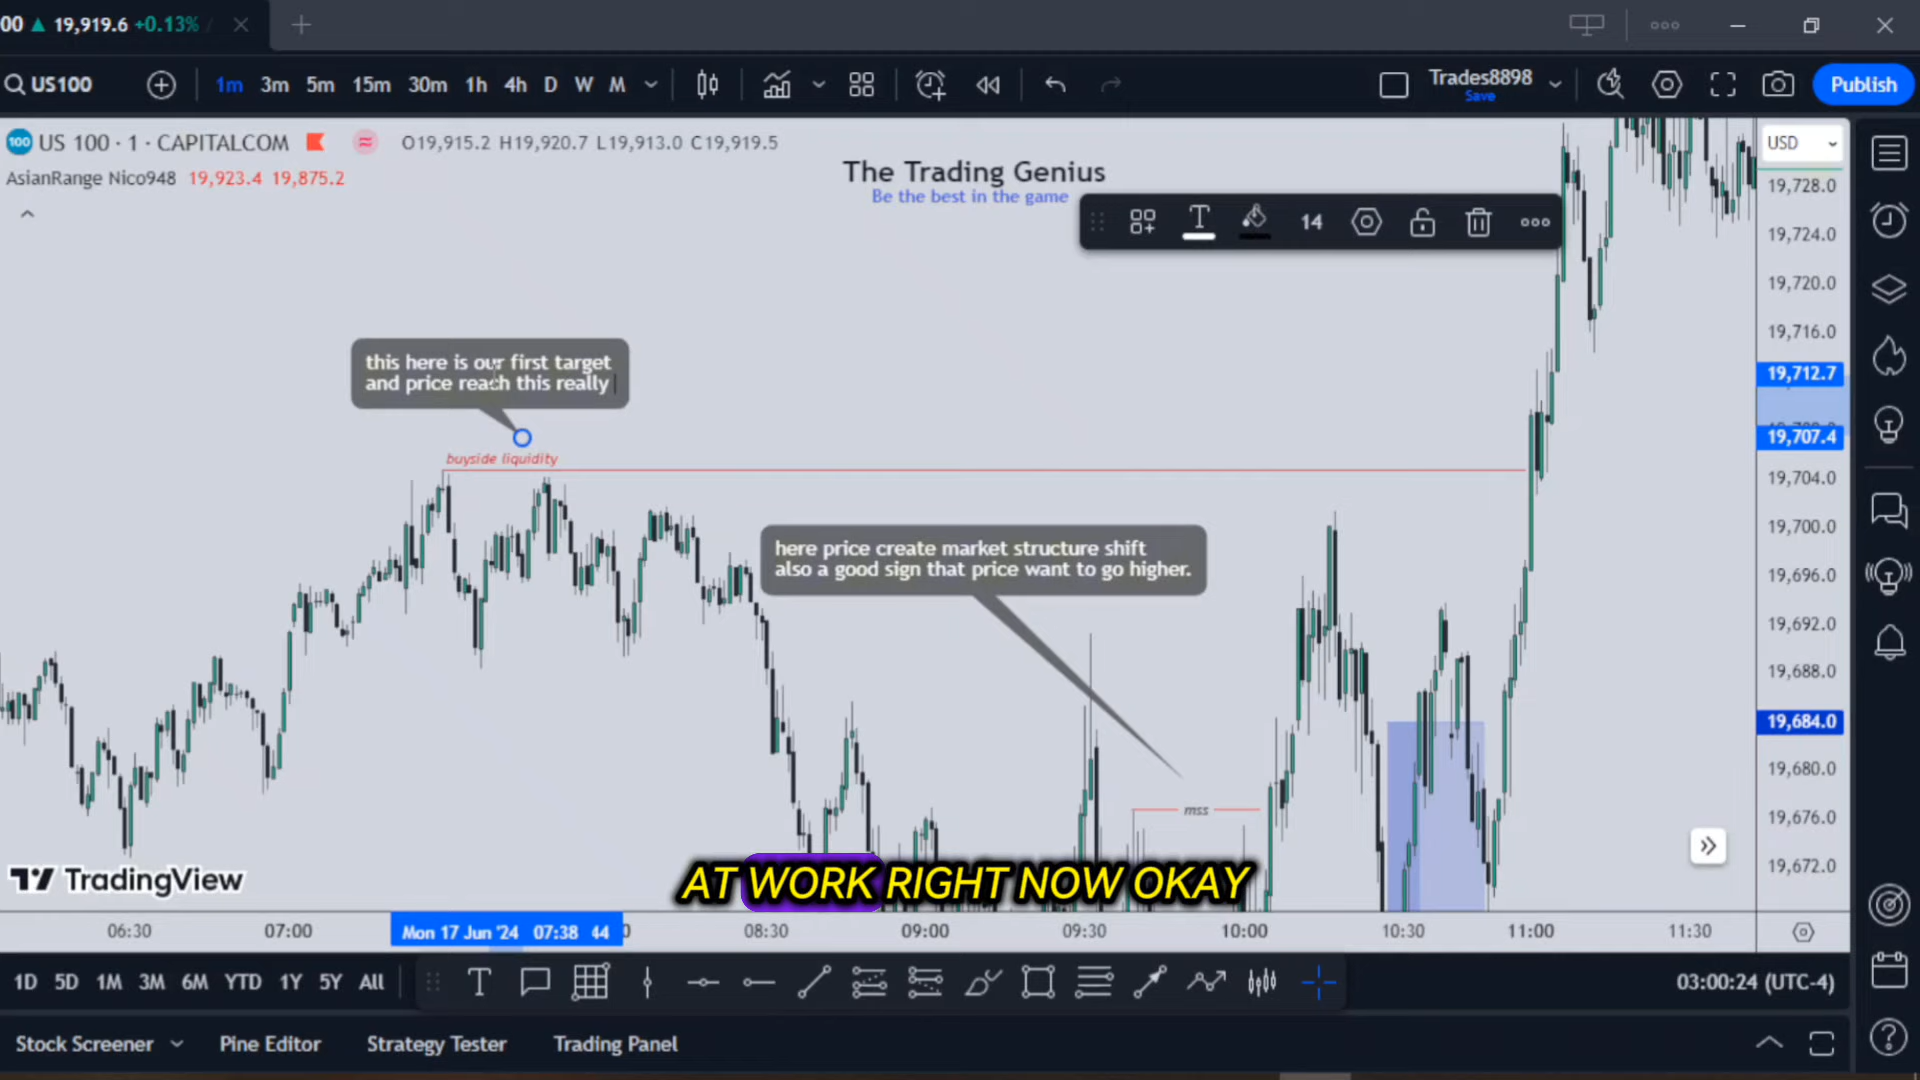 00 ▲ 19,919.6 +0.13%
US100 1m 3m 5m 15m 30m 1h 4h D W M Trades8898 Save Publish
100 US 100 · 1 · CAPITALCOM O19,915.2 H19,920.7 L19,913.0 C19,919.5
AsianRange Nico948 19,923.4 19,875.2
The Trading Genius
Be the best in the game
14
USD
19,728.0
19,724.0
19,720.0
19,716.0
19,712.7
19,707.4
19,704.0
19,700.0
19,696.0
19,692.0
19,688.0
19,684.0
19,680.0
19,676.0
19,672.0
this here is our first target
and price reach this really
buyside liquidity
here price create market structure shift
also a good sign that price want to go higher.
mss
TradingView
AT WORK RIGHT NOW OKAY
06:30 07:00 Mon 17 Jun '24 07:38 44 08:30 09:00 09:30 10:00 10:30 11:00 11:30
1D 5D 1M 3M 6M YTD 1Y 5Y All 03:00:24 (UTC-4)
Stock Screener Pine Editor Strategy Tester Trading Panel